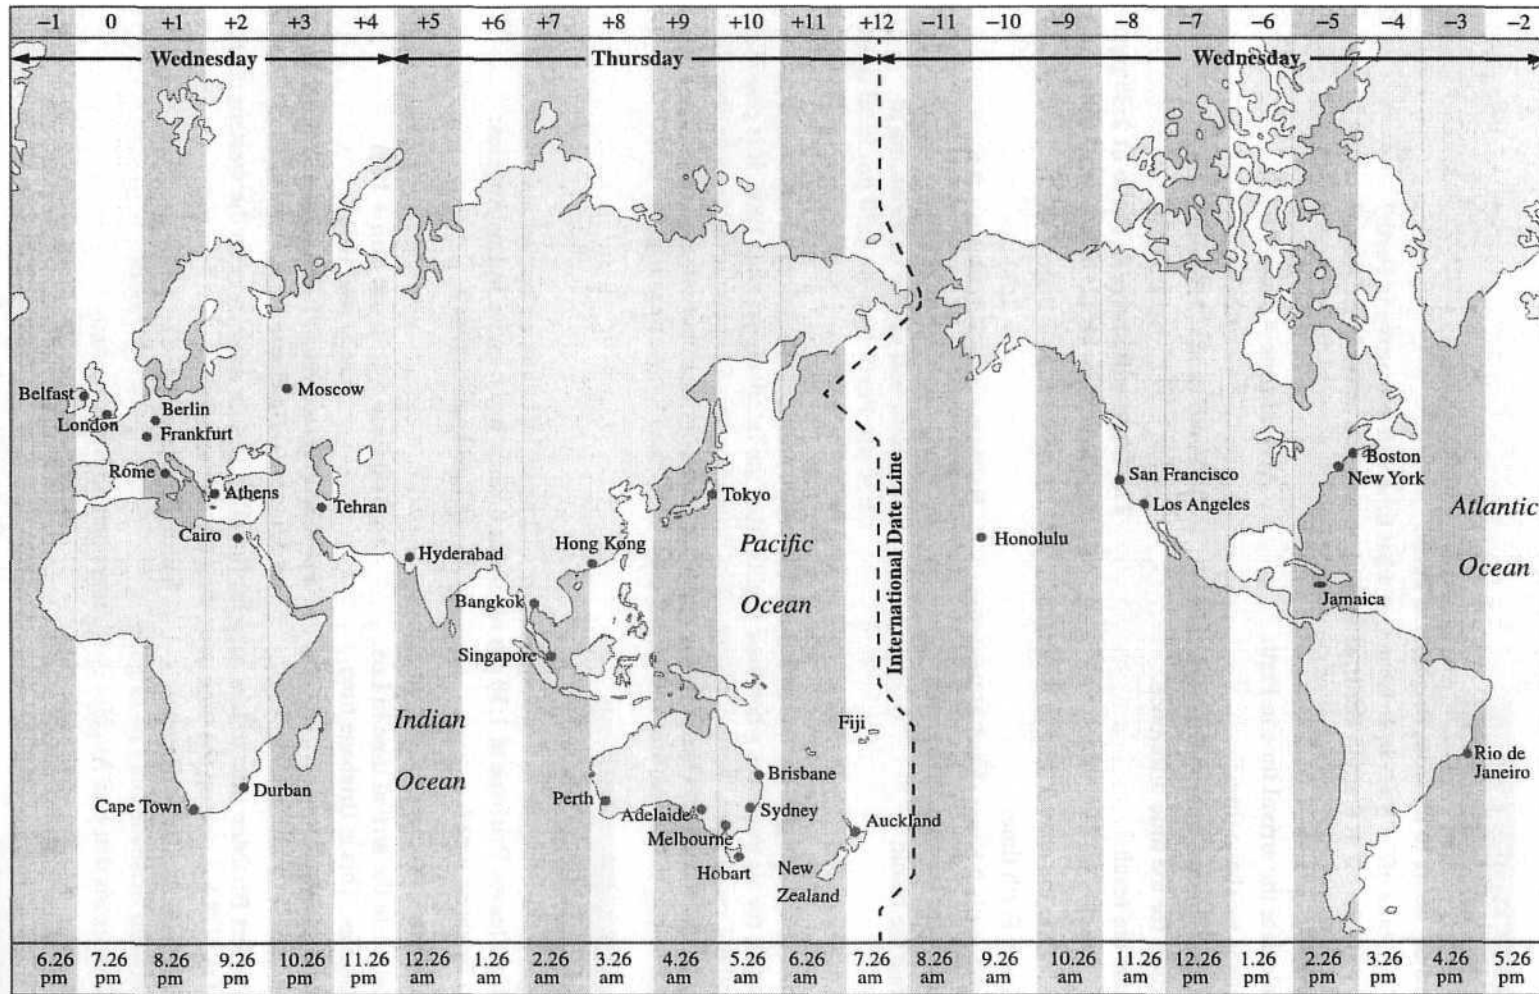 −1 0 +1 +2 +3 +4 +5 +6 +7 +8 +9 +10 +11 +12 −11 −10 −9 −8 −7 −6 −5 −4 −3 −2
Wednesday Thursday Wednesday
Belfast
London
Berlin
Frankfurt
Moscow
Rome
Athens
Cairo
Tehran
Hyderabad
Hong Kong
Bangkok
Singapore
Tokyo
Pacific
Ocean
International Date Line
Honolulu
San Francisco
Los Angeles
Boston
New York
Atlantic
Ocean
Jamaica
Indian
Ocean
Fiji
Cape Town
Durban
Perth
Adelaide
Melbourne
Hobart
Brisbane
Sydney
Auckland
New
Zealand
Rio de
Janeiro
6.26 7.26 8.26 9.26 10.26 11.26 12.26 1.26 2.26 3.26 4.26 5.26 6.26 7.26 8.26 9.26 10.26 11.26 12.26 1.26 2.26 3.26 4.26 5.26
pm pm pm pm pm pm am am am am am am am am am am am am pm pm pm pm pm pm